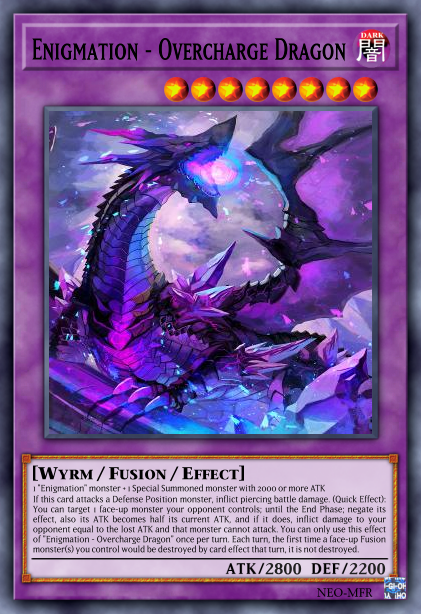 ENIGMATION - OVERCHARGE DRAGON
DARK
闇
[WYRM / FUSION / EFFECT]
1 "Enigmation" monster + 1 Special Summoned monster with 2000 or more ATK
If this card attacks a Defense Position monster, inflict piercing battle damage. (Quick Effect):
You can target 1 face-up monster your opponent controls; until the End Phase; negate its
effect, also its ATK becomes half its current ATK, and if it does, inflict damage to your
opponent equal to the lost ATK and that monster cannot attack. You can only use this effect
of "Enigmation - Overcharge Dragon" once per turn. Each turn, the first time a face-up Fusion
monster(s) you control would be destroyed by card effect that turn, it is not destroyed.
ATK/2800 DEF/2200
NEO-MFR